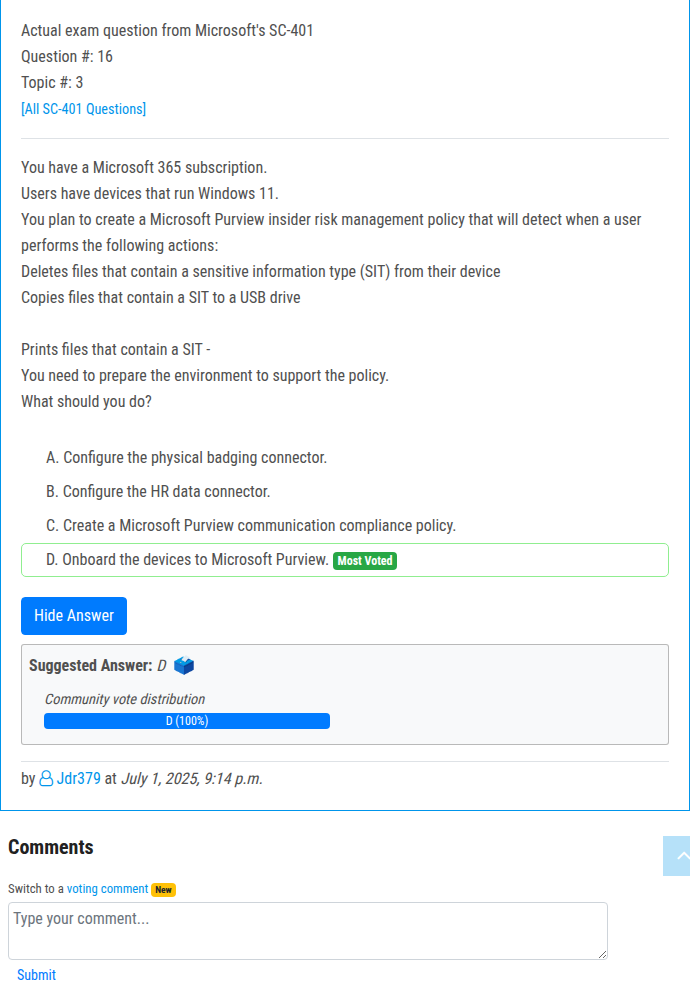 Actual exam question from Microsoft's SC-401
Question #: 16
Topic #: 3
[All SC-401 Questions]
You have a Microsoft 365 subscription.
Users have devices that run Windows 11.
You plan to create a Microsoft Purview insider risk management policy that will detect when a user
performs the following actions:
Deletes files that contain a sensitive information type (SIT) from their device
Copies files that contain a SIT to a USB drive
Prints files that contain a SIT -
You need to prepare the environment to support the policy.
What should you do?
A. Configure the physical badging connector.
B. Configure the HR data connector.
C. Create a Microsoft Purview communication compliance policy.
D. Onboard the devices to Microsoft Purview. Most Voted
Hide Answer
Suggested Answer: D
Community vote distribution
D (100%)
by Jdr379 at July 1, 2025, 9:14 p.m.
Comments
Switch to a voting comment New
Type your comment...
Submit